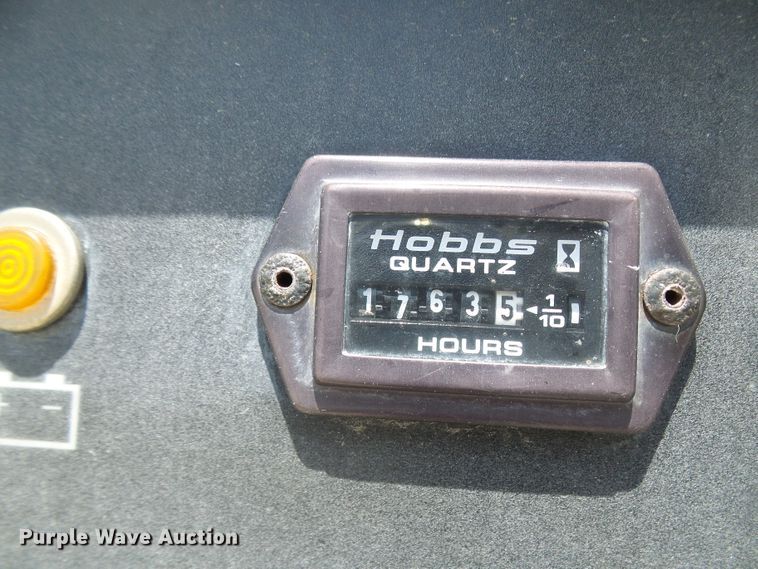 Hobbs
QUARTZ
1 7 6 3 5 ◄ 1/10
HOURS
Purple Wave Auction